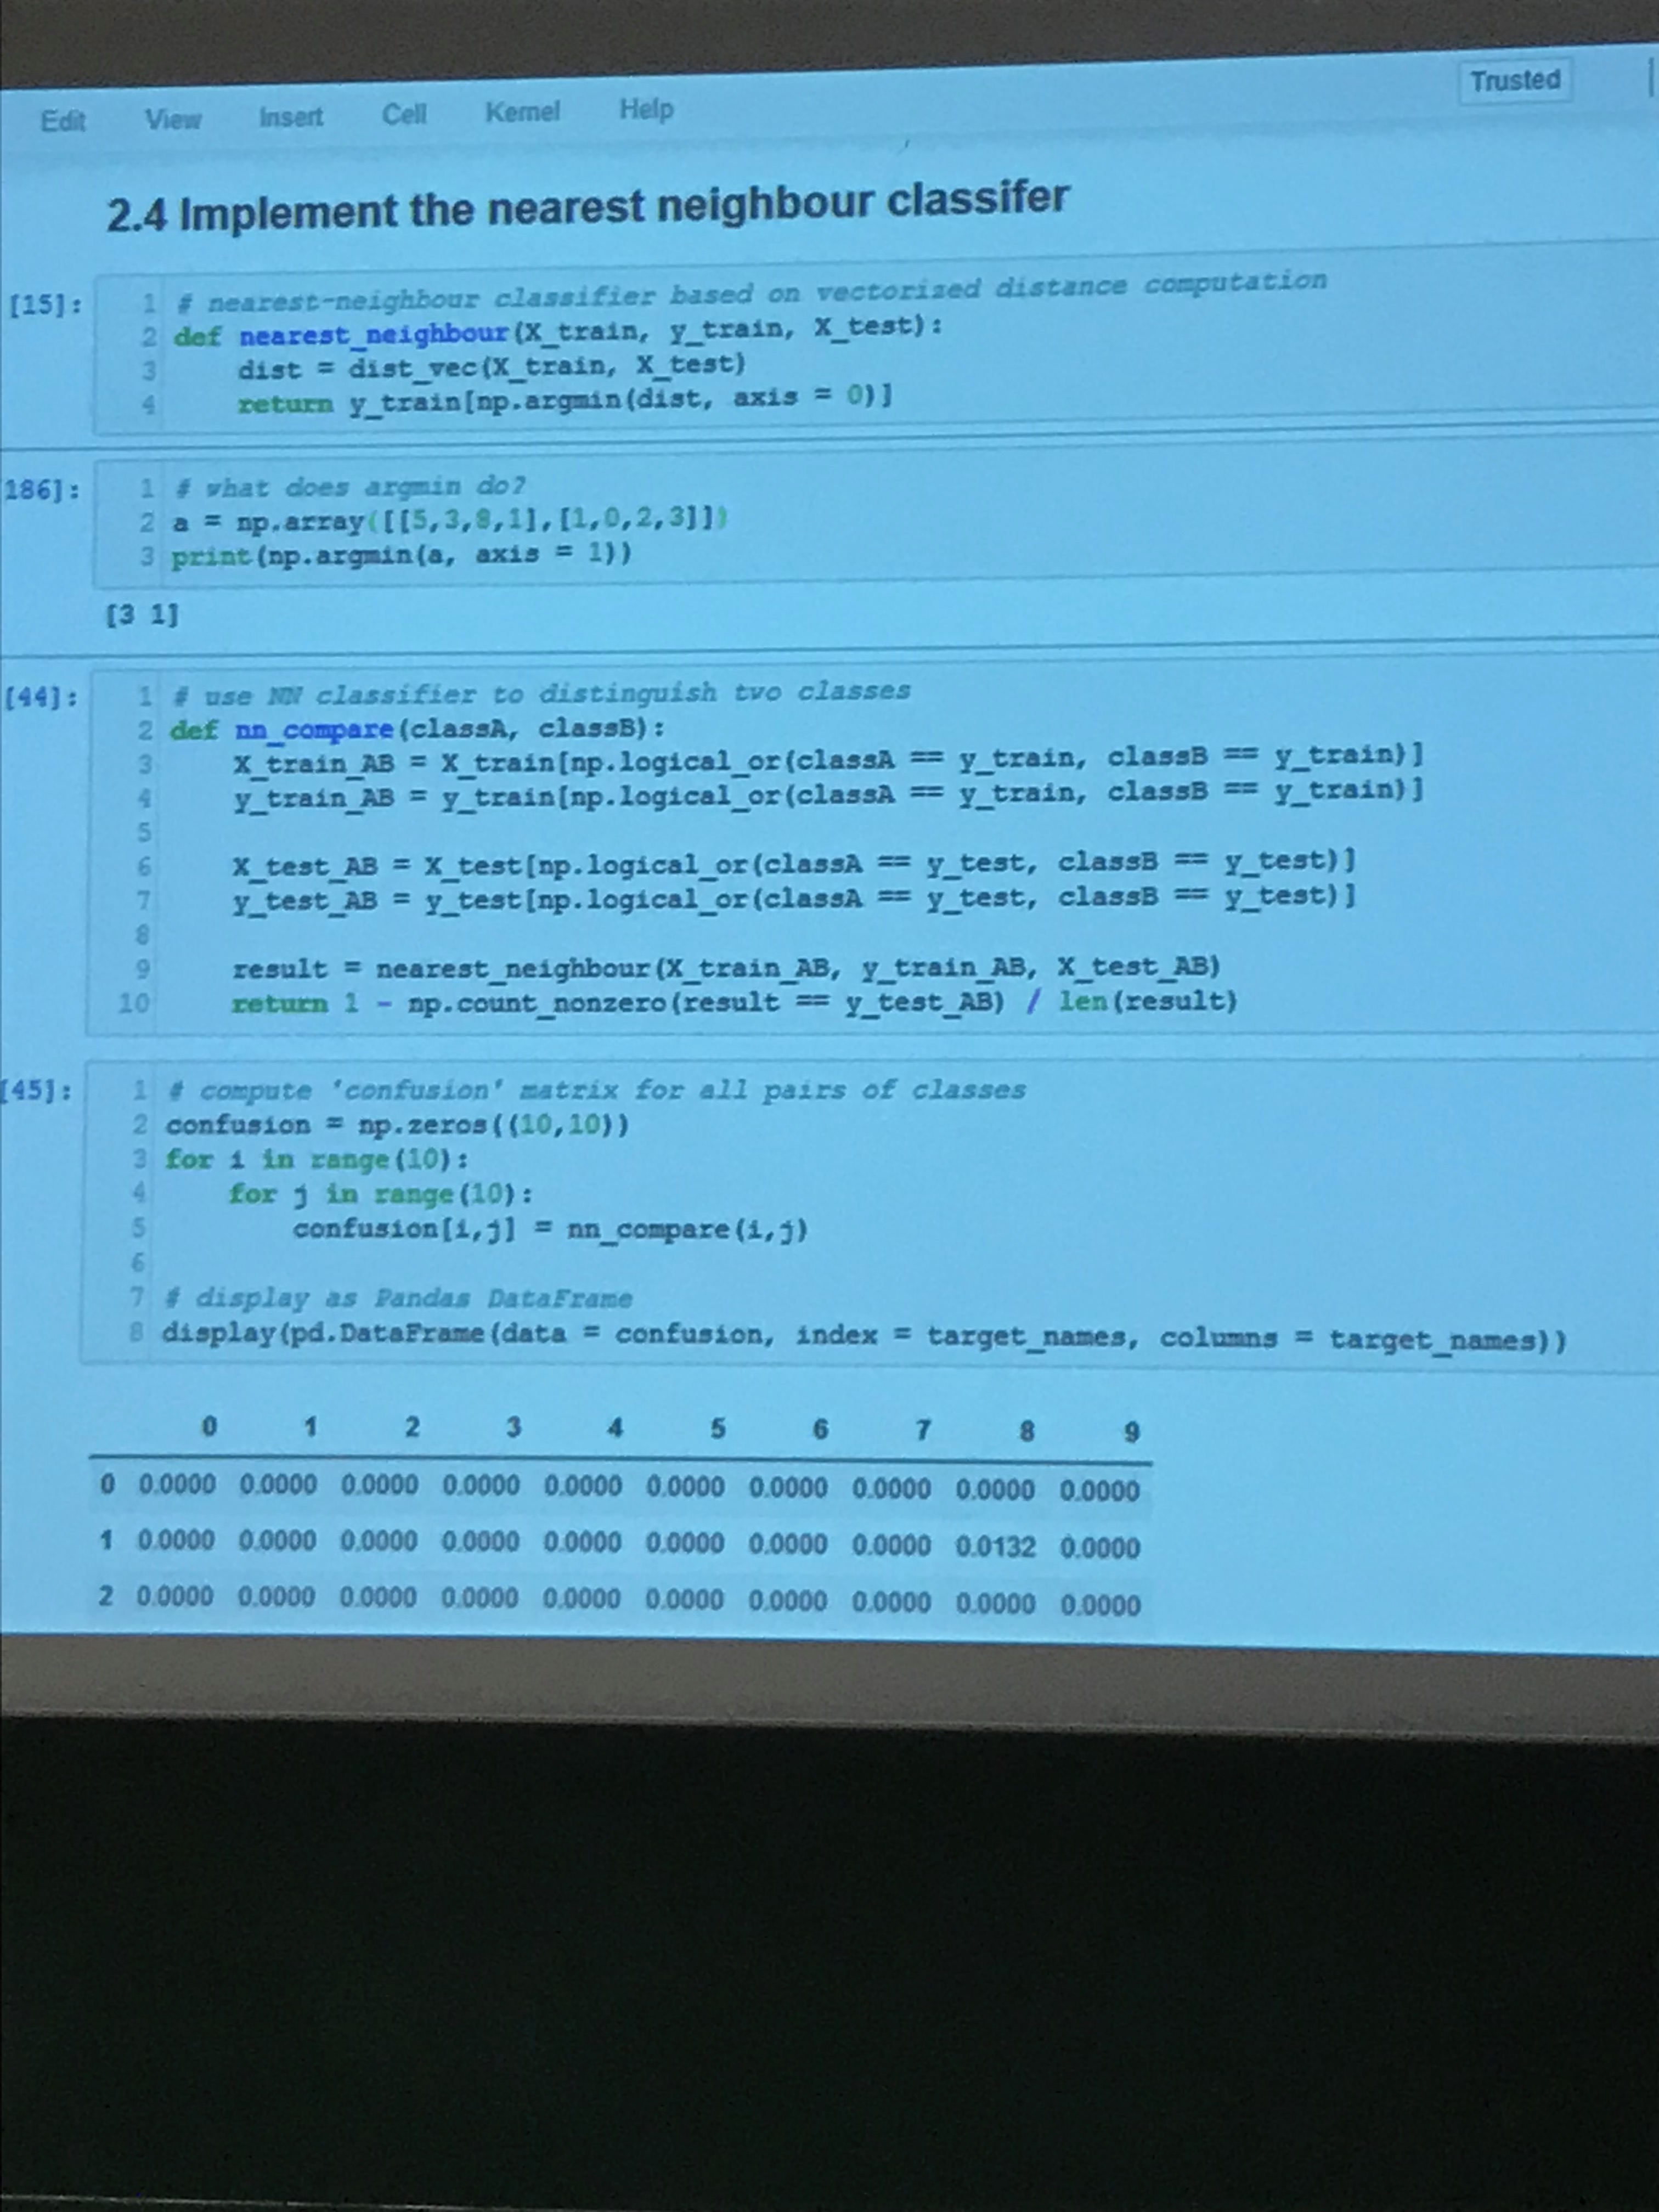 Edit View Insert Cell Kernel Help Trusted
2.4 Implement the nearest neighbour classifer
[15]:
1 # nearest-neighbour classifier based on vectorized distance computation
2 def nearest_neighbour(X_train, y_train, X_test):
3     dist = dist_vec(X_train, X_test)
4     return y_train[np.argmin(dist, axis = 0)]
186]:
1 # what does argmin do?
2 a = np.array([[5,3,8,1],[1,0,2,3]])
3 print(np.argmin(a, axis = 1))
[3 1]
[44]:
1 # use NN classifier to distinguish two classes
2 def nn_compare(classA, classB):
3     X_train_AB = X_train[np.logical_or(classA == y_train, classB == y_train)]
4     y_train_AB = y_train[np.logical_or(classA == y_train, classB == y_train)]
5
6     X_test_AB = X_test[np.logical_or(classA == y_test, classB == y_test)]
7     y_test_AB = y_test[np.logical_or(classA == y_test, classB == y_test)]
8
9     result = nearest_neighbour(X_train_AB, y_train_AB, X_test_AB)
10     return 1 - np.count_nonzero(result == y_test_AB) / len(result)
[45]:
1 # compute 'confusion' matrix for all pairs of classes
2 confusion = np.zeros((10,10))
3 for i in range(10):
4     for j in range(10):
5         confusion[i,j] = nn_compare(i,j)
6
7 # display as Pandas DataFrame
8 display(pd.DataFrame(data = confusion, index = target_names, columns = target_names))
0 1 2 3 4 5 6 7 8 9
0 0.0000 0.0000 0.0000 0.0000 0.0000 0.0000 0.0000 0.0000 0.0000 0.0000
1 0.0000 0.0000 0.0000 0.0000 0.0000 0.0000 0.0000 0.0000 0.0132 0.0000
2 0.0000 0.0000 0.0000 0.0000 0.0000 0.0000 0.0000 0.0000 0.0000 0.0000